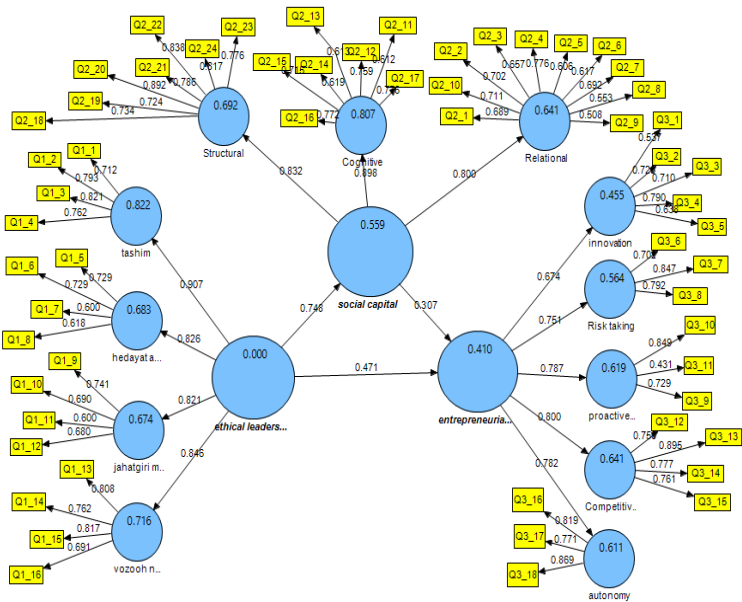 Q2_22
Q2_23
Q2_24
Q2_21
Q2_20
Q2_19
Q2_18
0.838
0.776
0.817
0.786
0.892
0.724
0.734
0.692
Structural
Q2_13
Q2_11
Q2_12
Q2_14
Q2_15
Q2_17
Q2_16
0.612
0.759
0.619
0.772
0.807
Cognitive
Q2_5
Q2_4
Q2_3
Q2_6
Q2_2
Q2_7
Q2_10
Q2_8
Q2_1
Q2_9
0.702
0.557
0.776
0.606
0.617
0.692
0.553
0.508
0.711
0.689
0.641
Relational
0.832
0.898
0.800
0.559
social capital
Q1_1
Q1_2
Q1_3
Q1_4
0.712
0.793
0.821
0.762
0.822
tashim
Q1_5
Q1_6
Q1_7
Q1_8
0.729
0.729
0.600
0.618
0.683
hedayata...
Q1_9
Q1_10
Q1_11
Q1_12
0.741
0.690
0.600
0.680
0.674
jahatgiri m..
Q1_13
Q1_14
Q1_15
Q1_16
0.808
0.762
0.817
0.691
0.716
vozooh n...
0.907
0.826
0.821
0.846
0.000
ethical leaders...
0.746
0.307
0.471
0.410
entrepreneuria...
0.674
0.751
0.787
0.800
0.782
Q3_1
Q3_2
Q3_3
Q3_4
Q3_5
0.537
0.710
0.790
0.638
0.455
innovation
Q3_6
Q3_7
Q3_8
0.702
0.847
0.792
0.564
Risk taking
Q3_10
Q3_11
Q3_9
0.849
0.431
0.729
0.619
proactive...
Q3_12
Q3_13
Q3_14
Q3_15
0.895
0.777
0.761
0.641
Competitiv..
Q3_16
Q3_17
Q3_18
0.819
0.771
0.869
0.611
autonomy